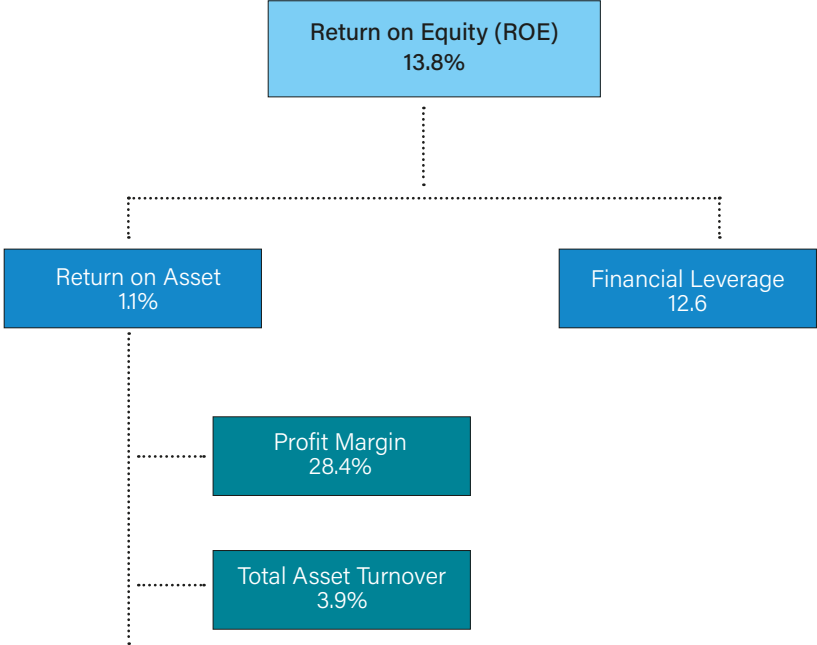 Return on Equity (ROE)
13.8%
Return on Asset
1.1%
Financial Leverage
12.6
Profit Margin
28.4%
Total Asset Turnover
3.9%